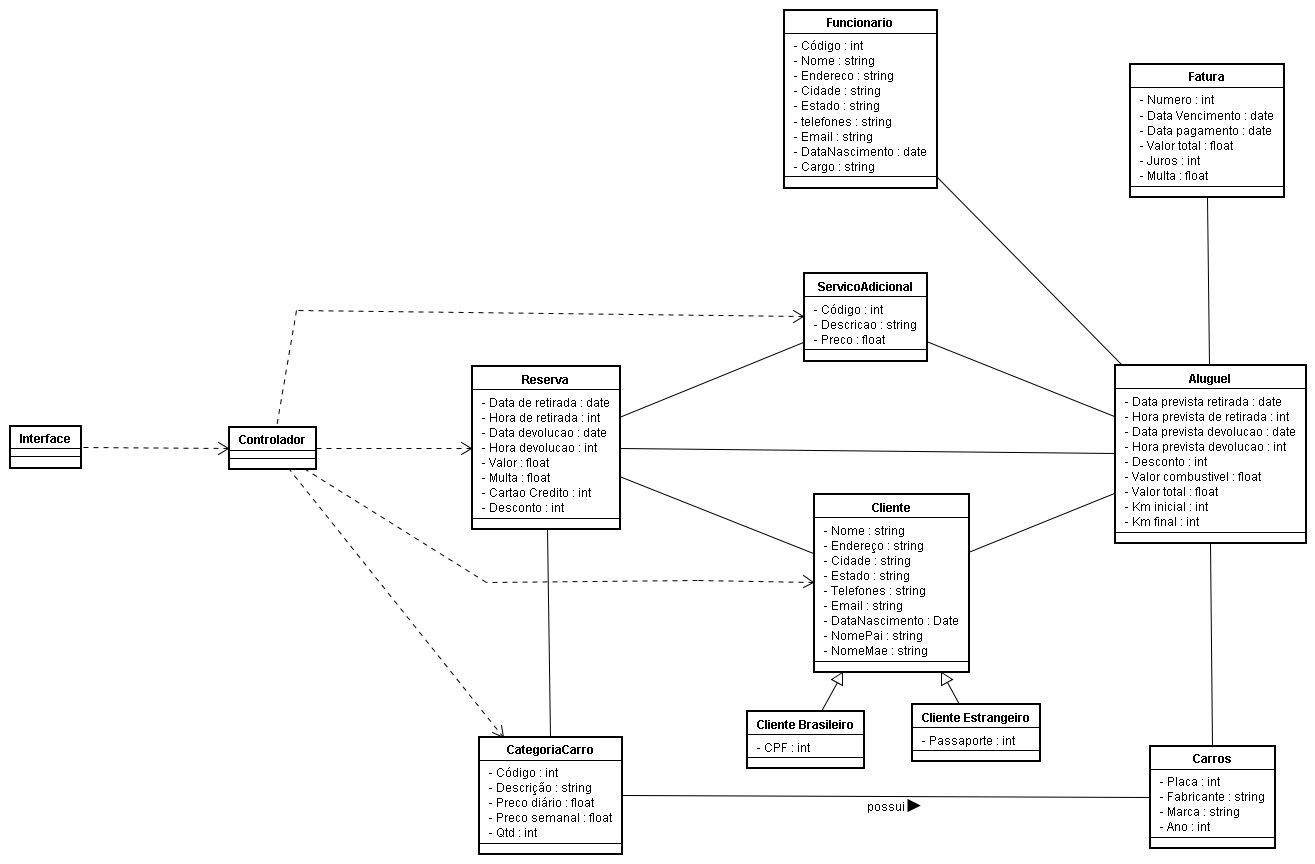 Funcionario
- Código : int
- Nome : string
- Endereco : string
- Cidade : string
- Estado : string
- telefones : string
- Email : string
- DataNascimento : date
- Cargo : string
Fatura
- Numero : int
- Data Vencimento : date
- Data pagamento : date
- Valor total : float
- Juros : int
- Multa : float
ServicoAdicional
- Código : int
- Descricao : string
- Preco : float
Interface
Controlador
Reserva
- Data de retirada : date
- Hora de retirada : int
- Data devolucao : date
- Hora devolucao : int
- Valor : float
- Multa : float
- Cartao Credito : int
- Desconto : int
Aluguel
- Data prevista retirada : date
- Hora prevista de retirada : int
- Data prevista devolucao : date
- Hora prevista devolucao : int
- Desconto : int
- Valor combustivel : float
- Valor total : float
- Km inicial : int
- Km final : int
Cliente
- Nome : string
- Endereço : string
- Cidade : string
- Estado : string
- Telefones : string
- Email : string
- DataNascimento : Date
- NomePai : string
- NomeMae : string
Cliente Brasileiro
- CPF : int
Cliente Estrangeiro
- Passaporte : int
CategoriaCarro
- Código : int
- Descrição : string
- Preco diário : float
- Preco semanal : float
- Qtd : int
possui
Carros
- Placa : int
- Fabricante : string
- Marca : string
- Ano : int